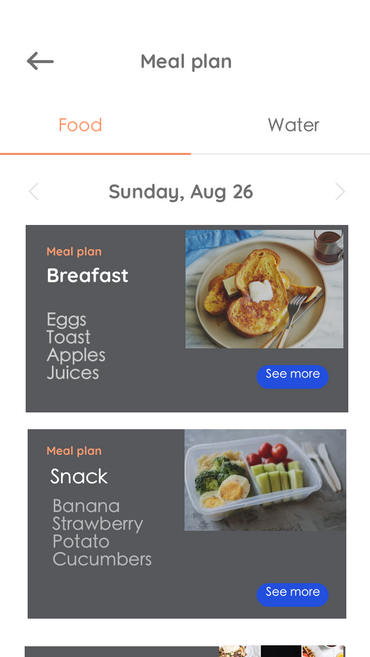 Meal plan
Food Water
Sunday, Aug 26
Meal plan
Breafast
Eggs
Toast
Apples
Juices
See more
Meal plan
Snack
Banana
Strawberry
Potato
Cucumbers
See more